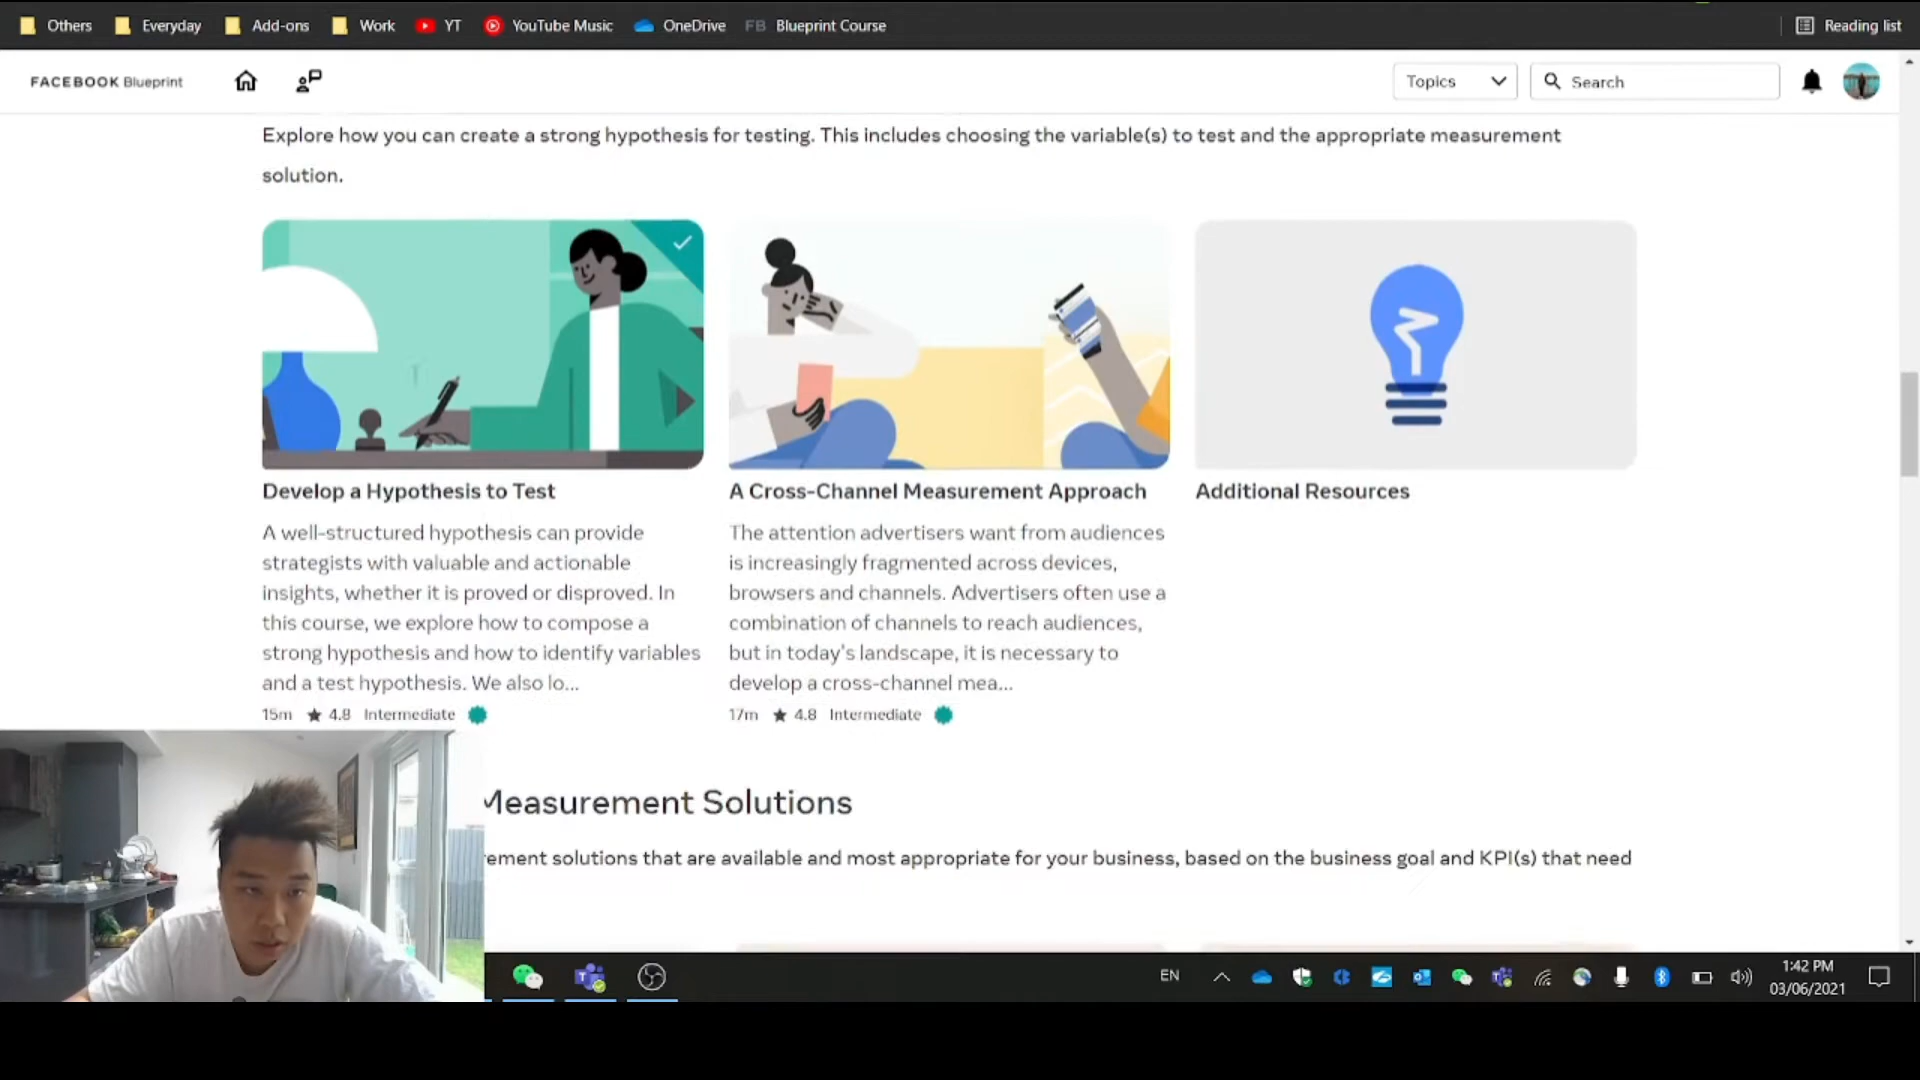 Others Everyday Add-ons Work YT YouTube Music OneDrive FB Blueprint Course Reading list
FACEBOOK Blueprint Topics Search
Explore how you can create a strong hypothesis for testing. This includes choosing the variable(s) to test and the appropriate measurement
solution.
Develop a Hypothesis to Test
A well-structured hypothesis can provide
strategists with valuable and actionable
insights, whether it is proved or disproved. In
this course, we explore how to compose a
strong hypothesis and how to identify variables
and a test hypothesis. We also lo...
15m 4.8 Intermediate
A Cross-Channel Measurement Approach
The attention advertisers want from audiences
is increasingly fragmented across devices,
browsers and channels. Advertisers often use a
combination of channels to reach audiences,
but in today's landscape, it is necessary to
develop a cross-channel mea...
17m 4.8 Intermediate
Additional Resources
Measurement Solutions
rement solutions that are available and most appropriate for your business, based on the business goal and KPI(s) that need
EN 1:42 PM
03/06/2021